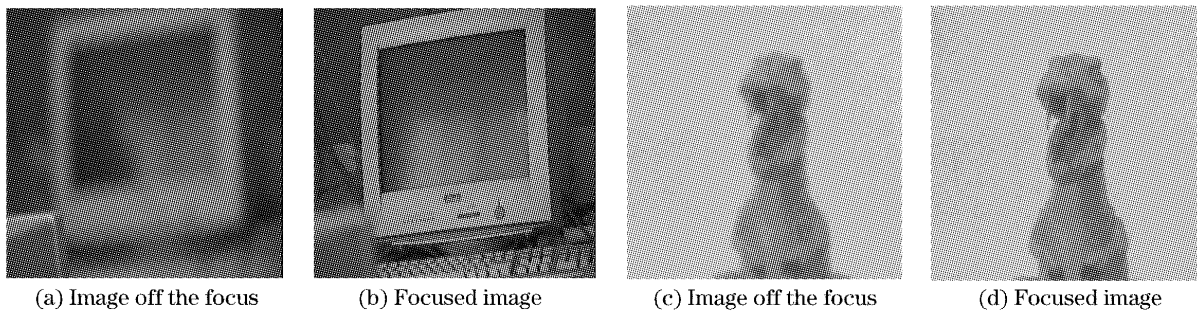 (a) Image off the focus
(b) Focused image
(c) Image off the focus
(d) Focused image